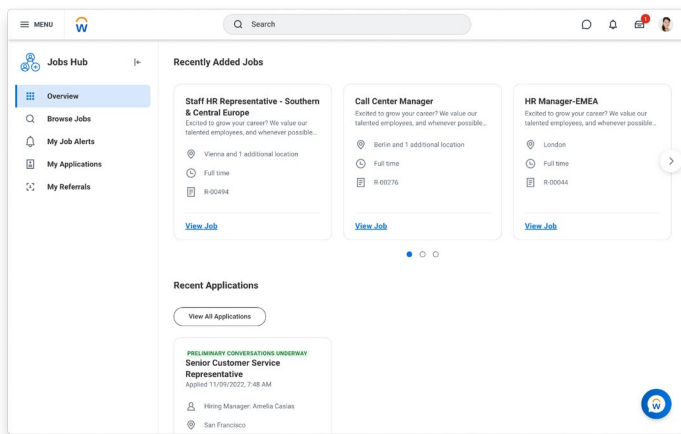 MENU
Search
1
Jobs Hub
Overview
Browse Jobs
My Job Alerts
My Applications
My Referrals
Recently Added Jobs
Staff HR Representative - Southern
& Central Europe
Excited to grow your career? We value our
talented employees, and whenever possible...
Vienna and 1 additional location
Full time
R-00494
View Job
Call Center Manager
Excited to grow your career? We value our
talented employees, and whenever possible...
Berlin and 1 additional location
Full time
R-00276
View Job
HR Manager-EMEA
Excited to grow your career? We value our
talented employees, and whenever possible...
London
Full time
R-00044
View Job
Recent Applications
View All Applications
PRELIMINARY CONVERSATIONS UNDERWAY
Senior Customer Service
Representative
Applied 11/09/2022, 7:48 AM
Hiring Manager: Amelia Casias
San Francisco